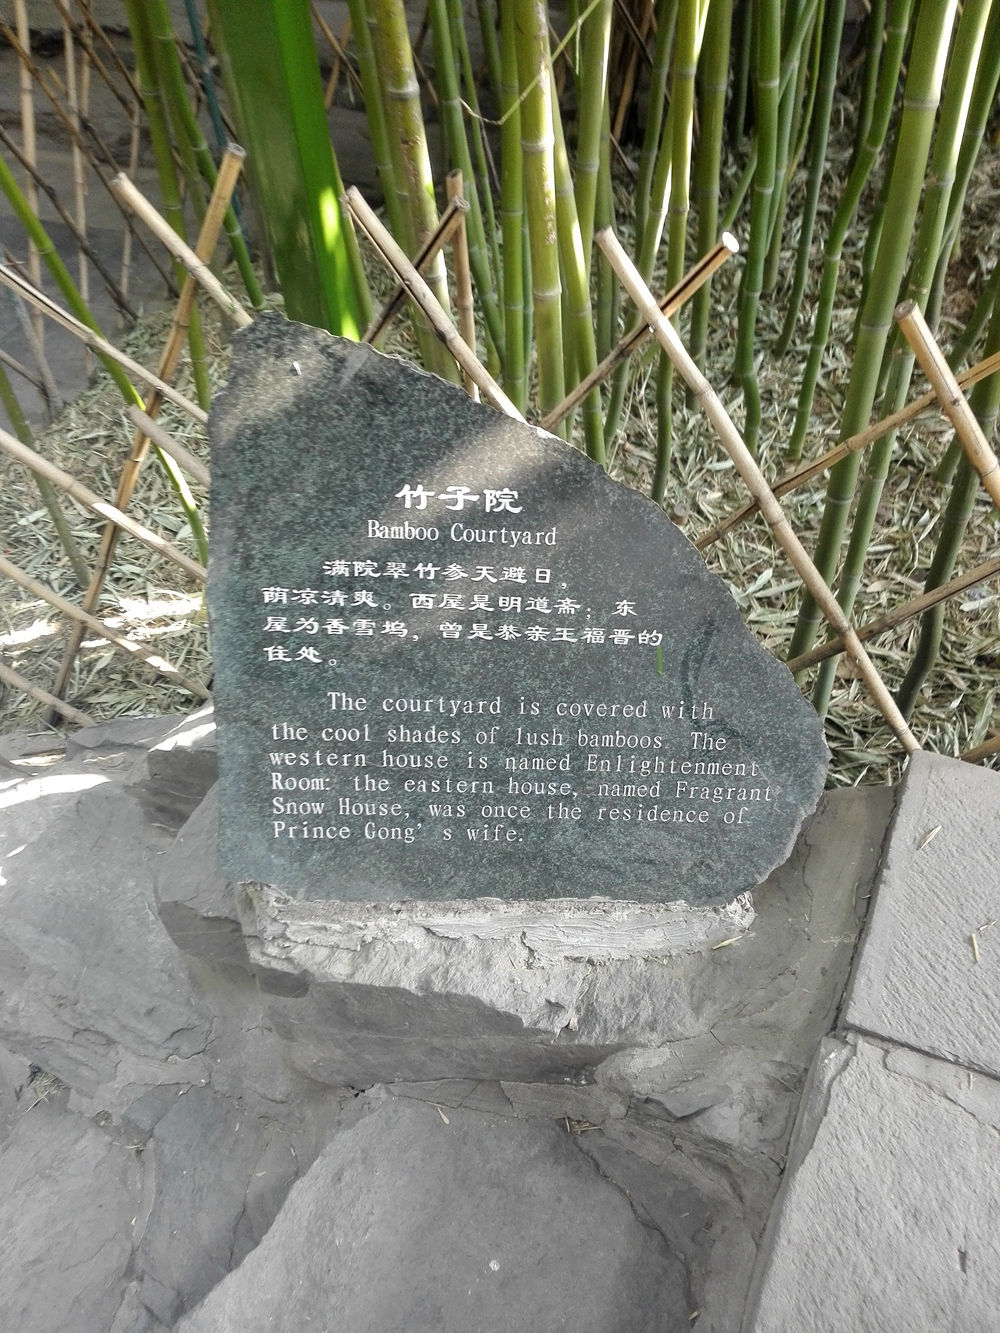 竹子院
Bamboo Courtyard
满院翠竹参天避日，
荫凉清爽。西屋是明道斋；东
屋为香雪坞，曾是恭亲王福晋的
住处。
The courtyard is covered with
the cool shades of lush bamboos. The
western house is named Enlightenment
Room: the eastern house, named Fragrant
Snow House, was once the residence of
Prince Gong's wife.